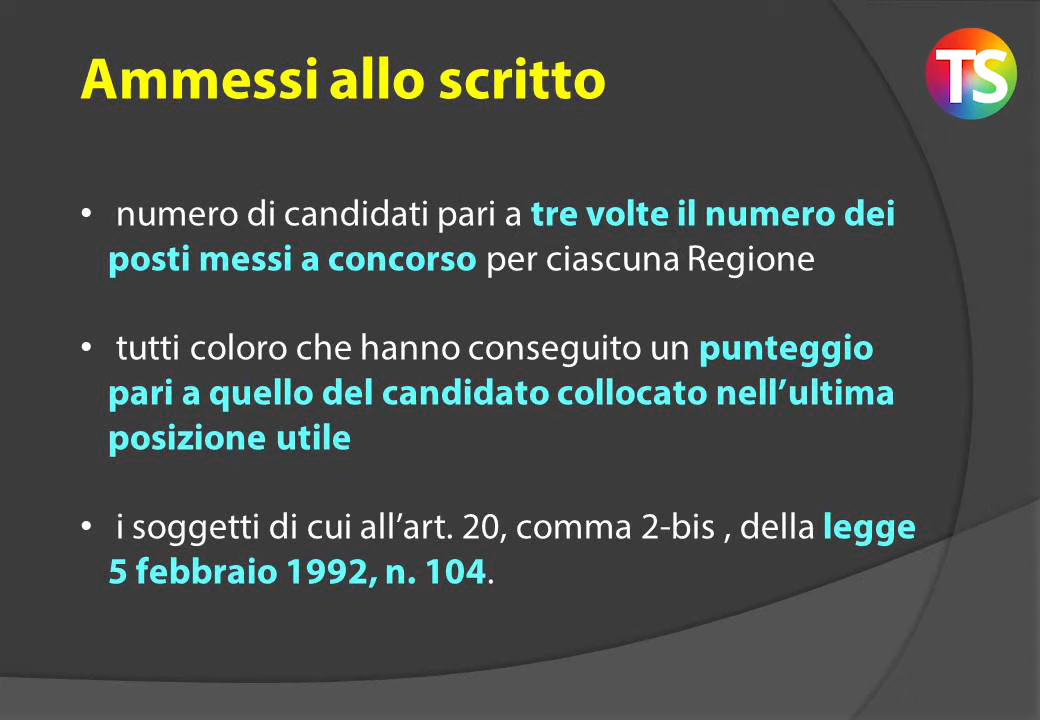 Ammessi allo scritto
TS
• numero di candidati pari a tre volte il numero dei
posti messi a concorso per ciascuna Regione
• tutti coloro che hanno conseguito un punteggio
pari a quello del candidato collocato nell’ultima
posizione utile
• i soggetti di cui all’art. 20, comma 2-bis , della legge
5 febbraio 1992, n. 104.